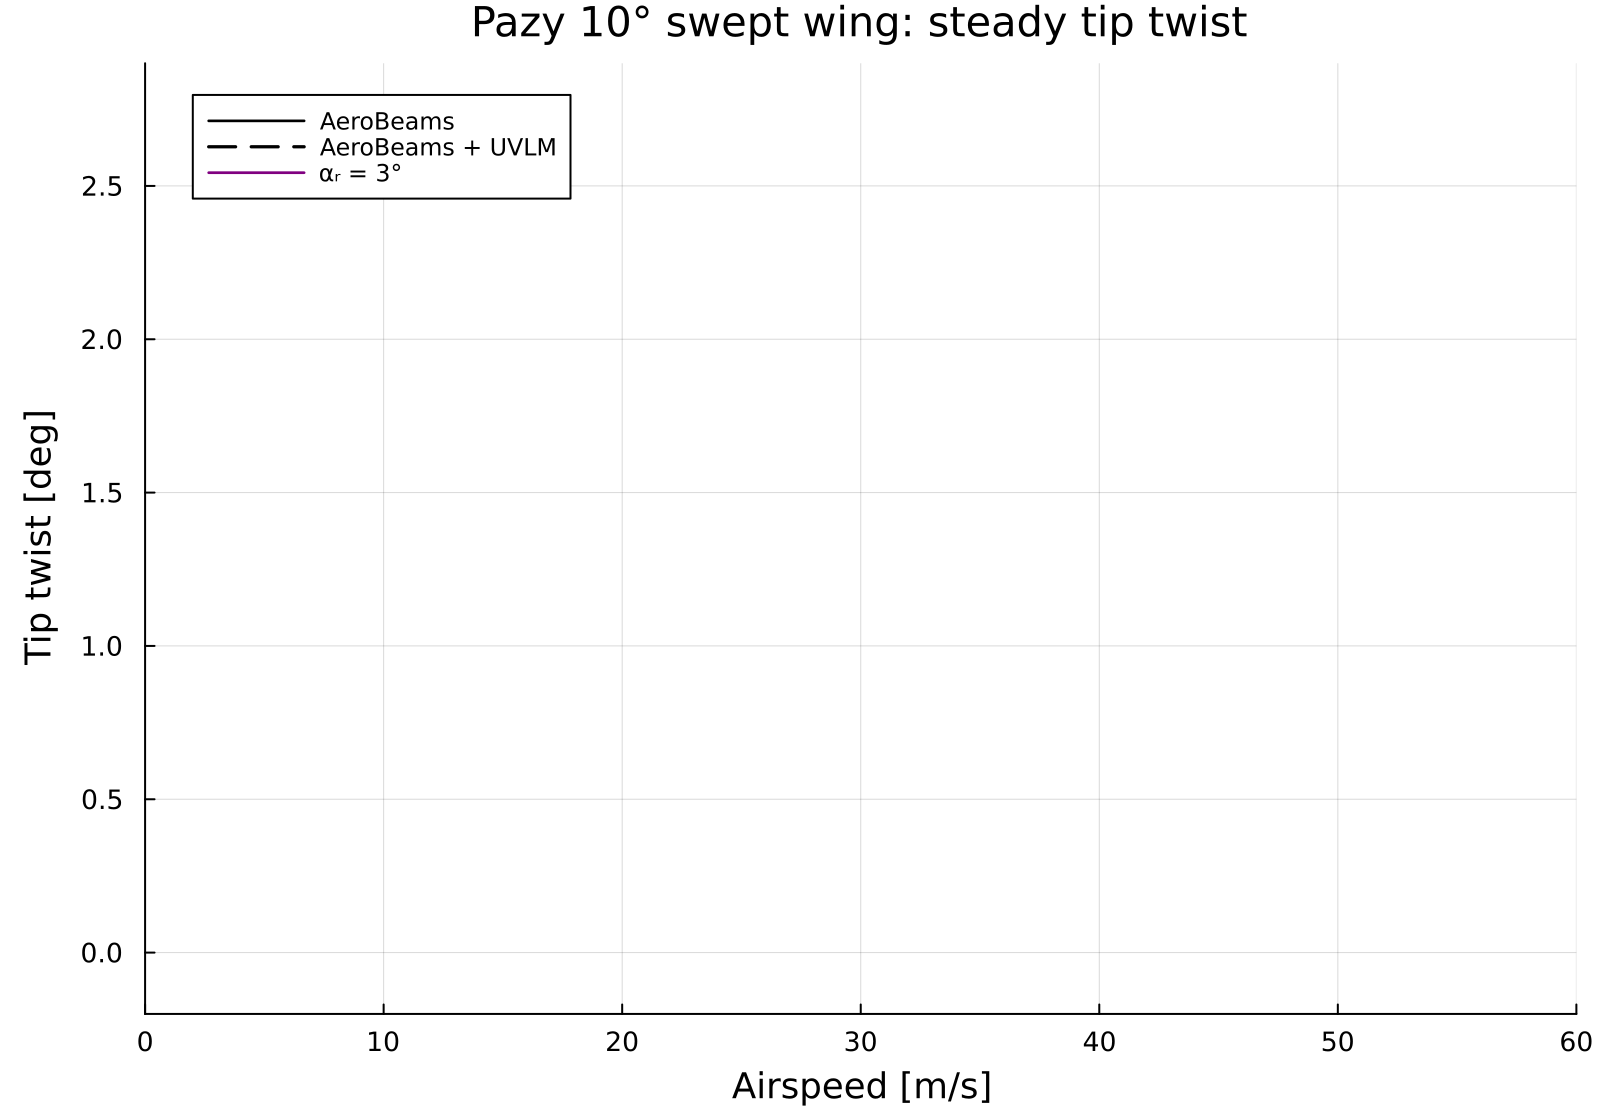 Pazy 10° swept wing: steady tip twist
AeroBeams
AeroBeams + UVLM
αᵣ = 3°
2.5
2.0
1.5
1.0
0.5
0.0
Tip twist [deg]
0 10 20 30 40 50 60
Airspeed [m/s]